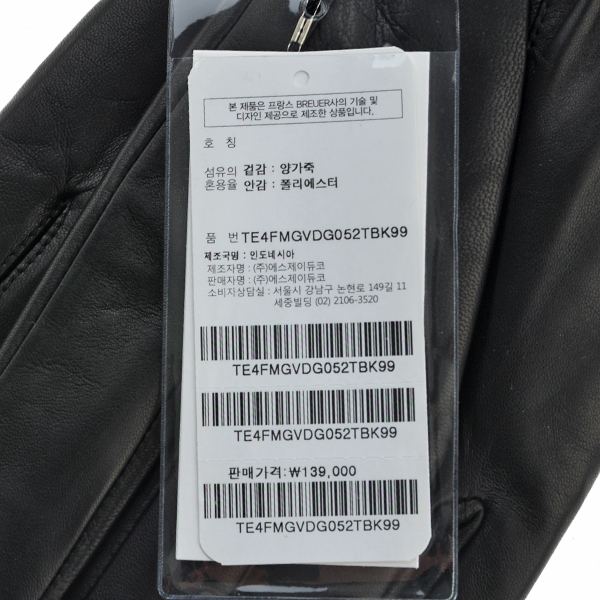 본 제품은 프랑스 BREUER사의 기술 및
디자인 제공으로 제조한 상품입니다.
호 칭
섬유의 겉감 : 양가죽
혼용율 안감 : 폴리에스터
품 번 TE4FMGVDG052TBK99
제조국명 : 인도네시아
제조자명 : (주)에스제이듀코
판매자명 : (주)에스제이듀코
소비자상담실 : 서울시 강남구 논현로 149길 11
세중빌딩 (02) 2106-3520
TE4FMGVDG052TBK99
TE4FMGVDG052TBK99
판매가격:₩139,000
TE4FMGVDG052TBK99